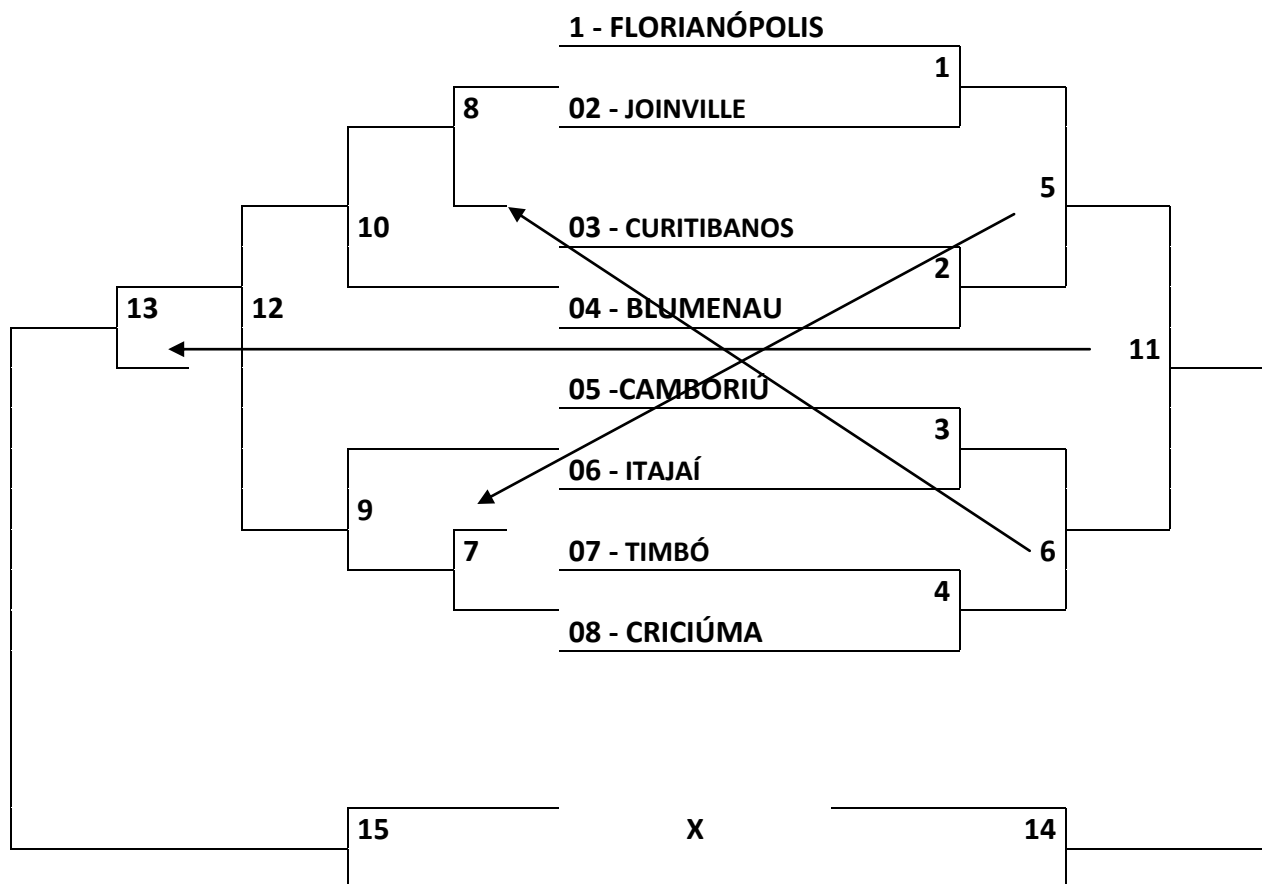 1 - FLORIANÓPOLIS
1
8
02 - JOINVILLE
5
10
03 - CURITIBANOS
2
13
12
04 - BLUMENAU
11
05 -CAMBORIÚ
3
06 - ITAJAÍ
9
7
07 - TIMBÓ
6
4
08 - CRICIÚMA
15
X
14